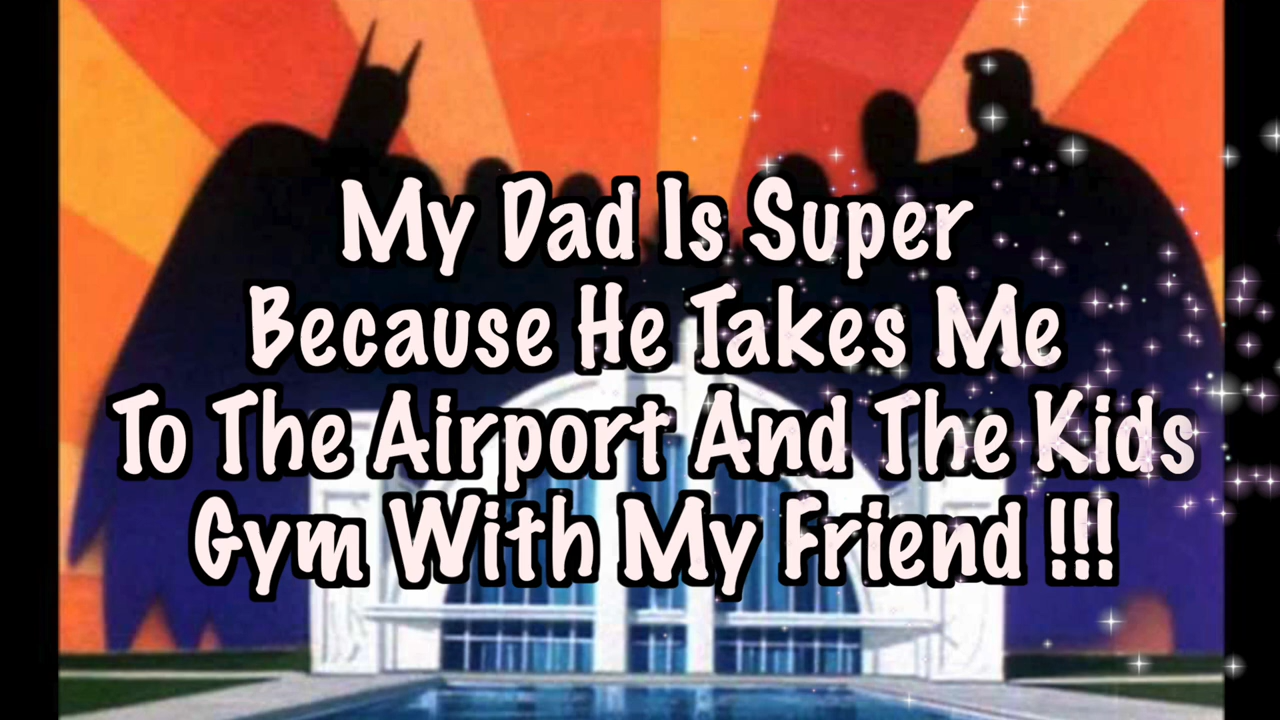 My Dad Is Super
Because He Takes Me
To The Airport And The Kids
Gym With My Friend !!!